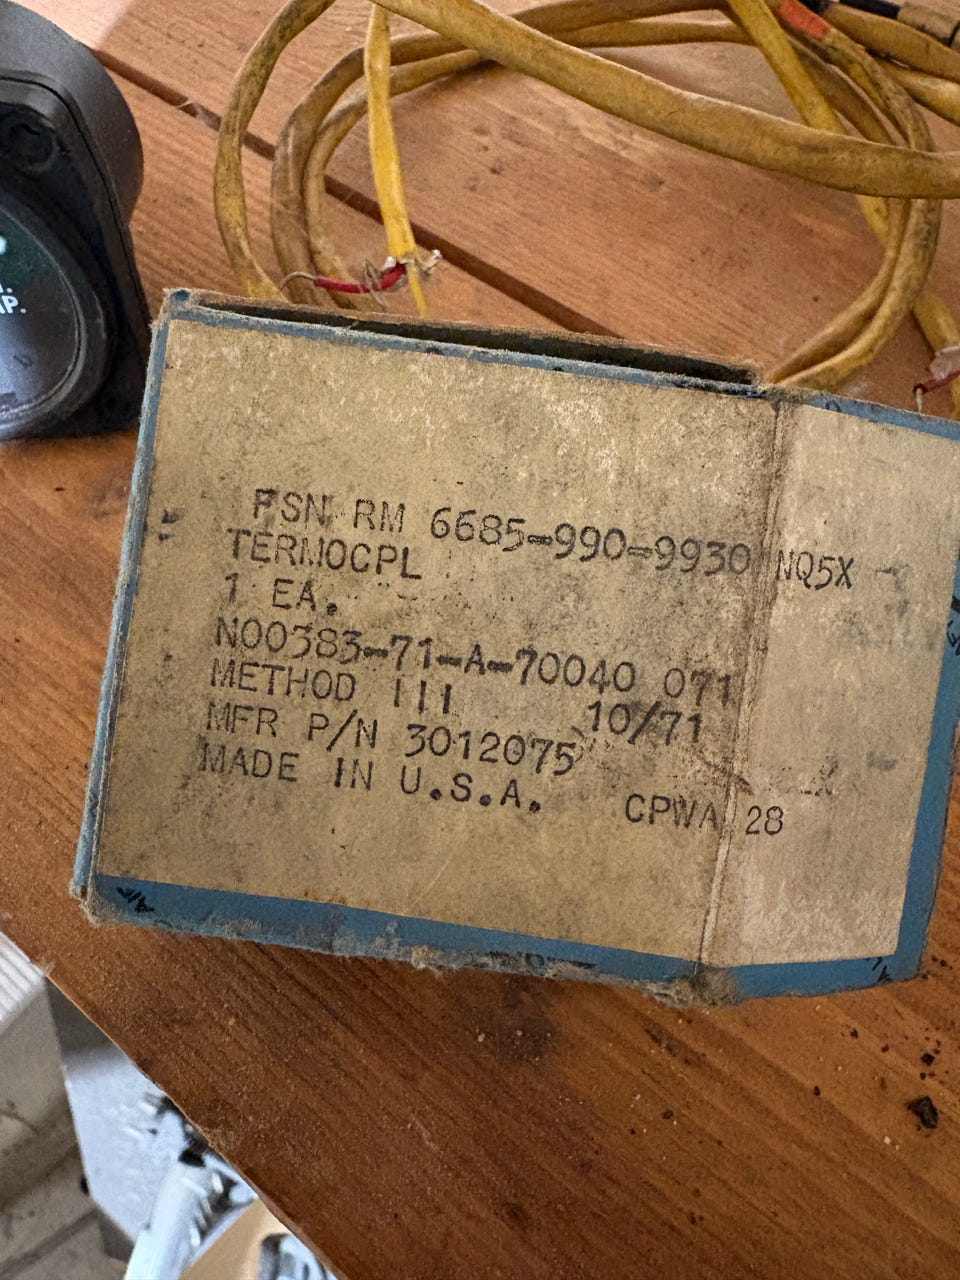 FSN RM 6685-990-9930 NQ5X
TERMOCPL
1 EA.
N00383-71-A-70040 071
METHOD III 10/71
MFR P/N 3012075
MADE IN U.S.A. CPWA 28
P.